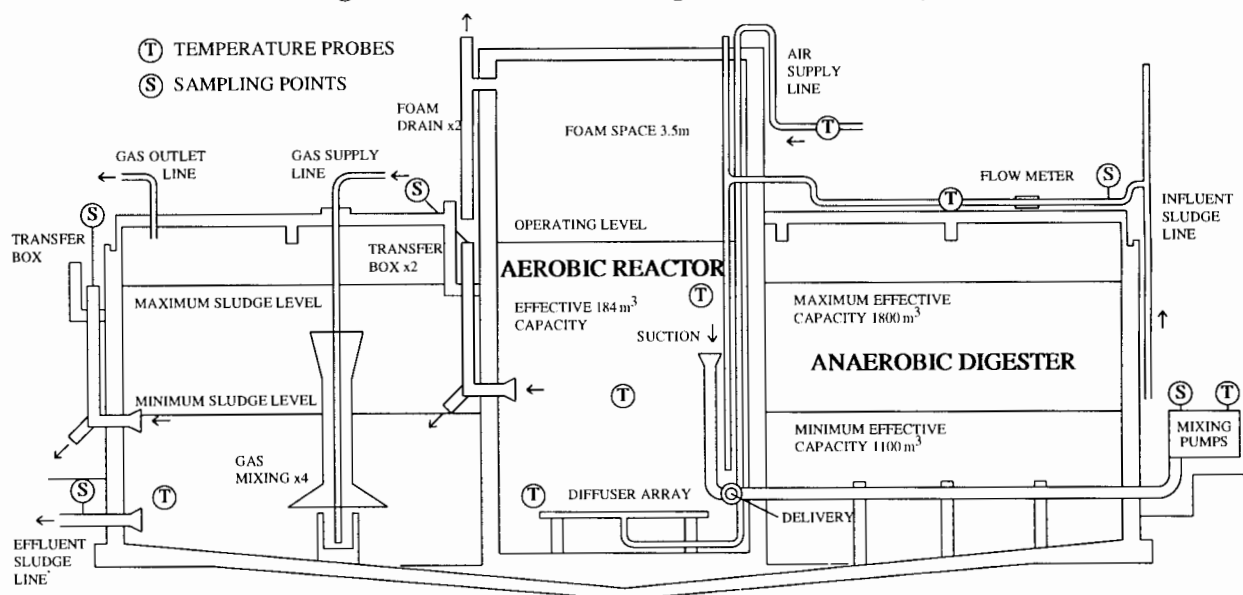 T TEMPERATURE PROBES
S SAMPLING POINTS
AIR
SUPPLY
LINE
FOAM
DRAIN x2
FOAM SPACE 3.5m
T
GAS OUTLET
LINE
GAS SUPPLY
LINE
S
FLOW METER
S
T
S
TRANSFER
BOX
TRANSFER
BOX x2
OPERATING LEVEL
INFLUENT
SLUDGE
LINE
AEROBIC REACTOR
T
MAXIMUM SLUDGE LEVEL
EFFECTIVE 184 m³
CAPACITY
SUCTION
MAXIMUM EFFECTIVE
CAPACITY 1800 m³
ANAEROBIC DIGESTER
MINIMUM SLUDGE LEVEL
T
S
T
MINIMUM EFFECTIVE
CAPACITY 1100 m³
MIXING
PUMPS
GAS
MIXING x4
S
T
T
DIFFUSER ARRAY
DELIVERY
EFFLUENT
SLUDGE
LINE